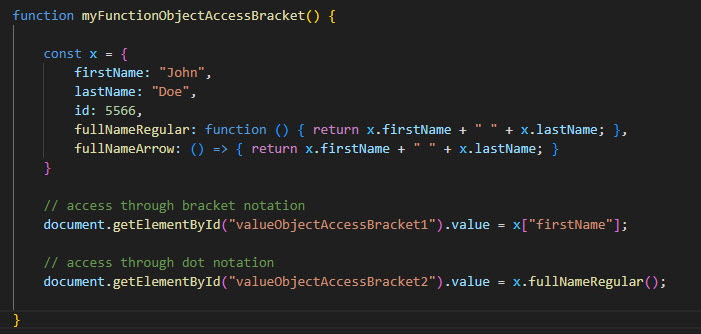 function myFunctionObjectAccessBracket() {
const x = {
firstName: "John",
lastName: "Doe",
id: 5566,
fullNameRegular: function () { return x.firstName + " " + x.lastName; },
fullNameArrow: () => { return x.firstName + " " + x.lastName; }
}
// access through bracket notation
document.getElementById("valueObjectAccessBracket1").value = x["firstName"];
// access through dot notation
document.getElementById("valueObjectAccessBracket2").value = x.fullNameRegular();
}